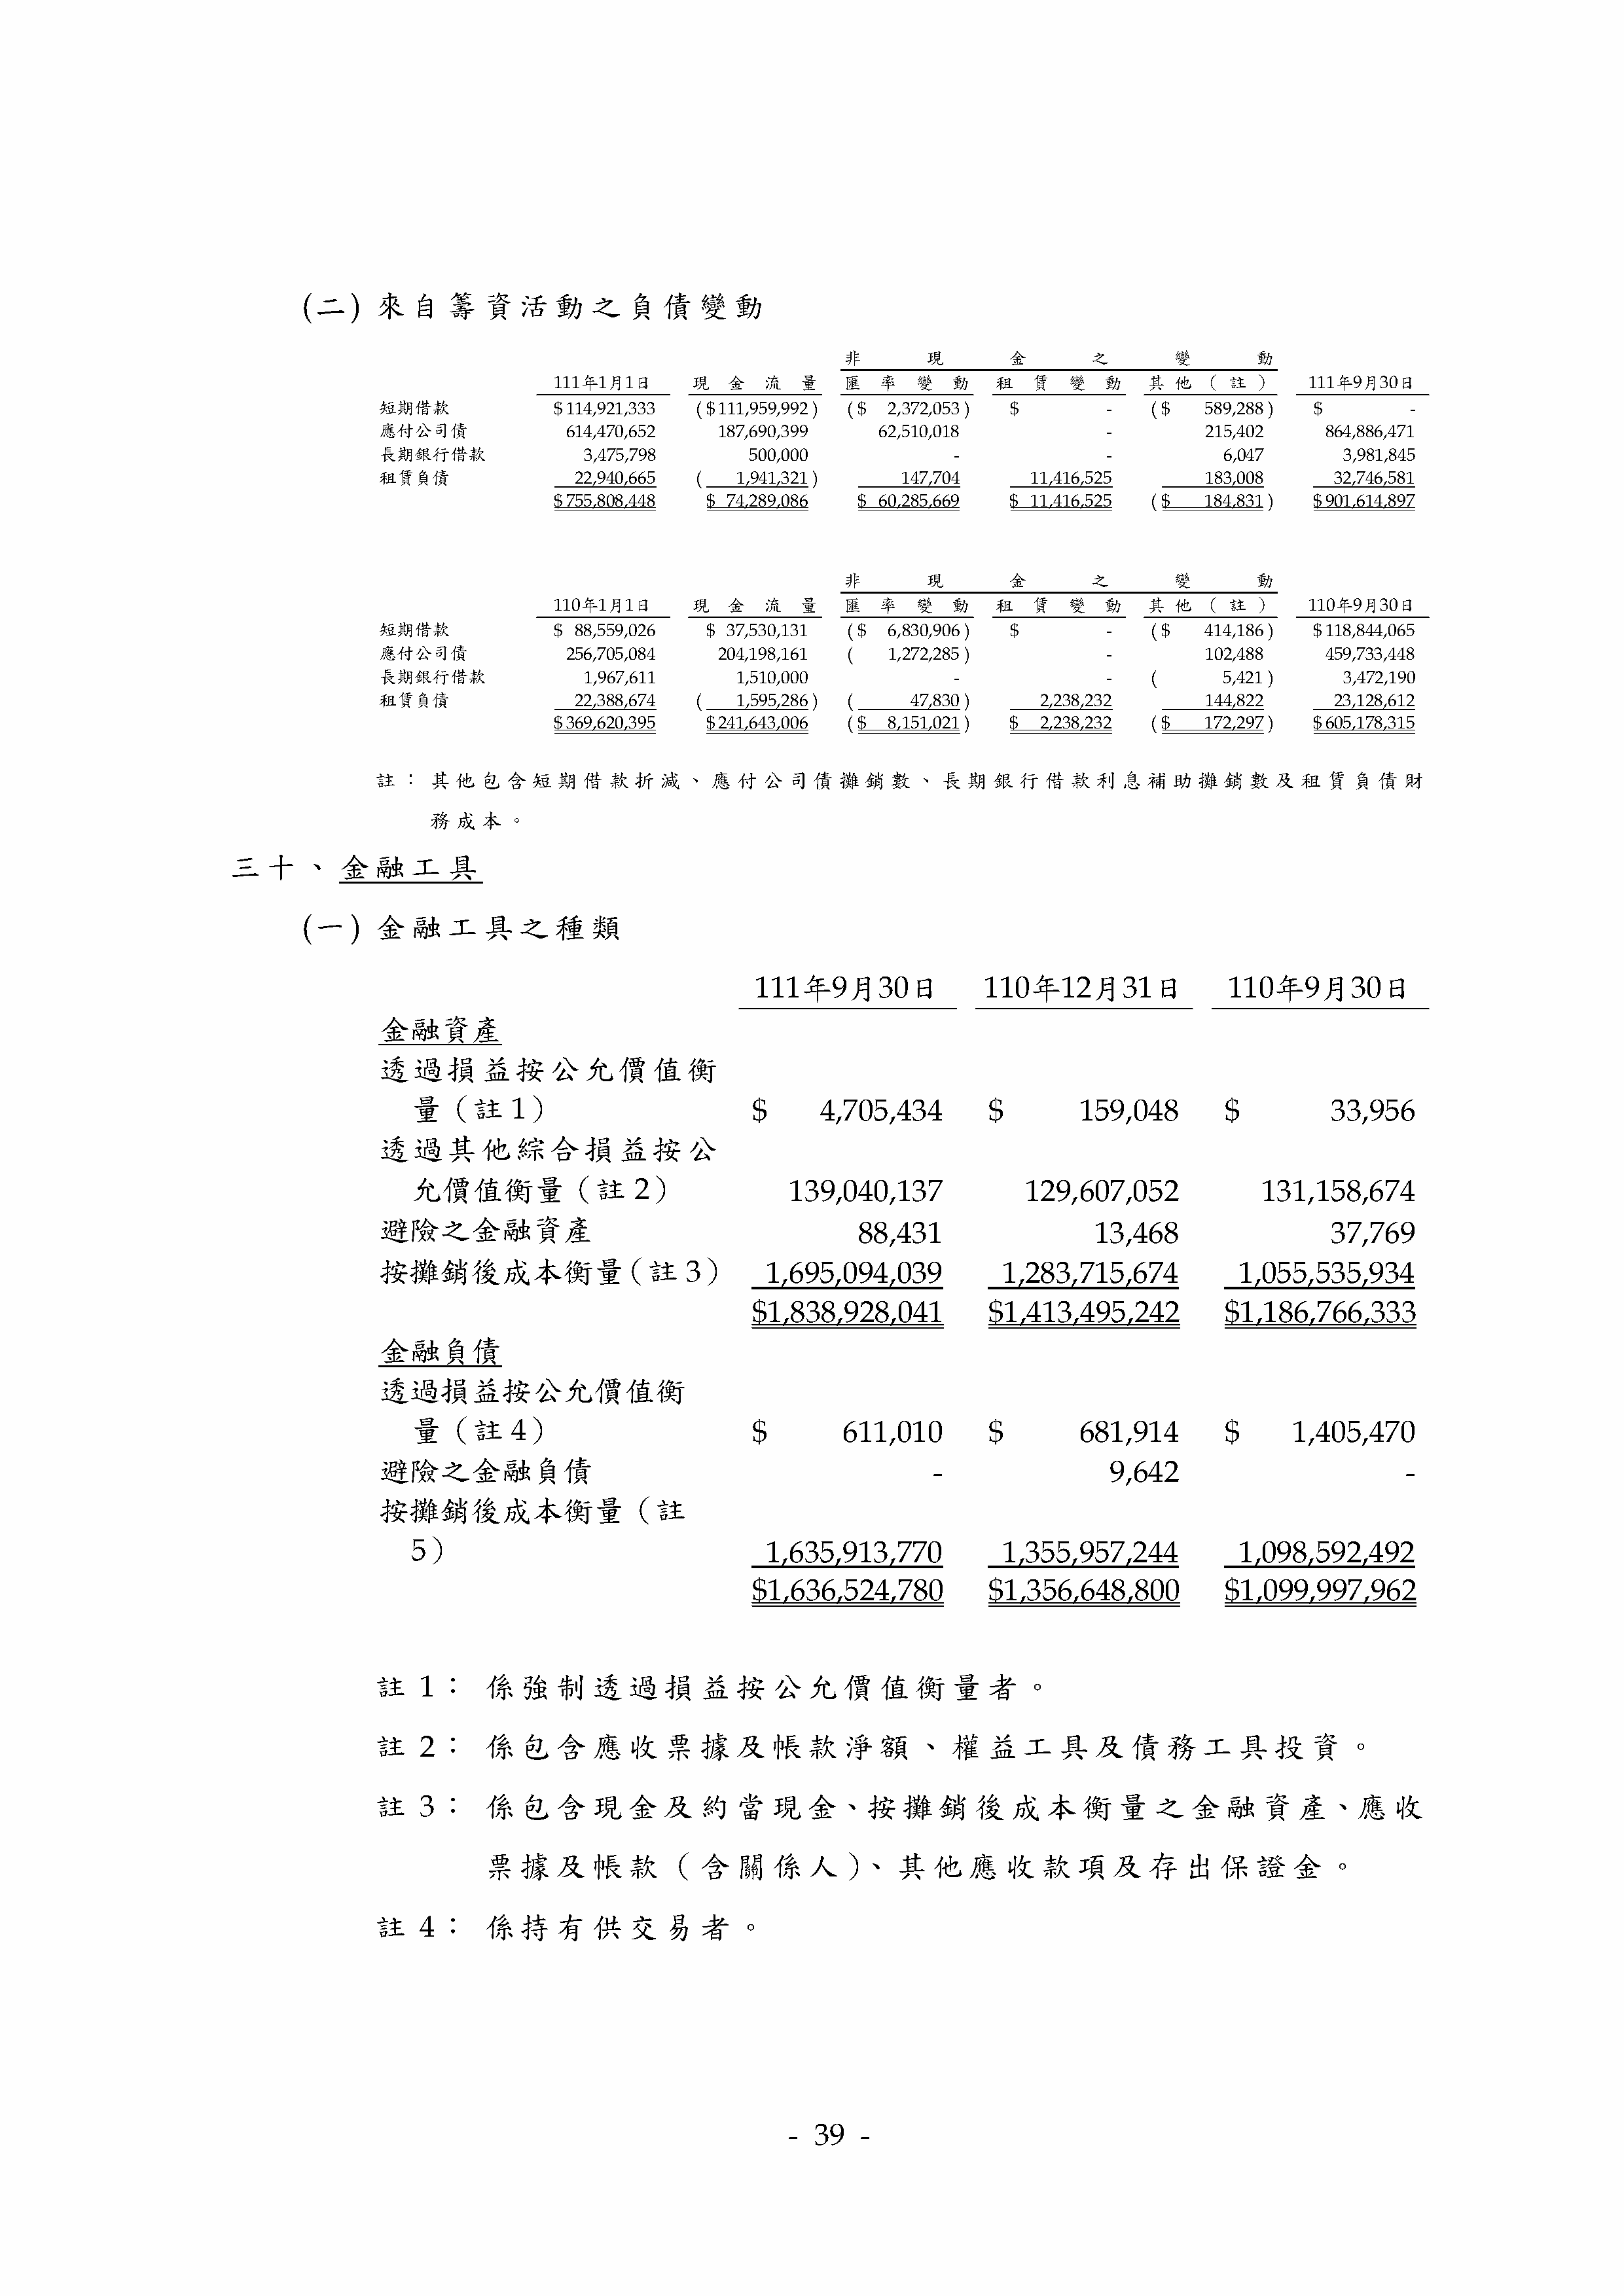 (二) 來自籌資活動之負債變動
非現金之變動
111年1月1日 現金流量 匯率變動 租賃變動 其他（註） 111年9月30日
短期借款 $114,921,333 ($111,959,992) ($ 2,372,053) $ - ($ 589,288) $ -
應付公司債 614,470,652 187,690,399 62,510,018 - 215,402 864,886,471
長期銀行借款 3,475,798 500,000 - - 6,047 3,981,845
租賃負債 22,940,665 ( 1,941,321) 147,704 11,416,525 183,008 32,746,581
$755,808,448 $ 74,289,086 $ 60,285,669 $ 11,416,525 ($ 184,831) $901,614,897
非現金之變動
110年1月1日 現金流量 匯率變動 租賃變動 其他（註） 110年9月30日
短期借款 $ 88,559,026 $ 37,530,131 ($ 6,830,906) $ - ($ 414,186) $118,844,065
應付公司債 256,705,084 204,198,161 ( 1,272,285) - 102,488 459,733,448
長期銀行借款 1,967,611 1,510,000 - - ( 5,421) 3,472,190
租賃負債 22,388,674 ( 1,595,286) ( 47,830) 2,238,232 144,822 23,128,612
$369,620,395 $241,643,006 ($ 8,151,021) $ 2,238,232 ($ 172,297) $605,178,315
註：其他包含短期借款折減、應付公司債攤銷數、長期銀行借款利息補助攤銷數及租賃負債財
務成本。
三十、金融工具
(一) 金融工具之種類
111年9月30日 110年12月31日 110年9月30日
金融資產
透過損益按公允價值衡
量（註1） $ 4,705,434 $ 159,048 $ 33,956
透過其他綜合損益按公
允價值衡量（註2） 139,040,137 129,607,052 131,158,674
避險之金融資產 88,431 13,468 37,769
按攤銷後成本衡量（註3） 1,695,094,039 1,283,715,674 1,055,535,934
$1,838,928,041 $1,413,495,242 $1,186,766,333
金融負債
透過損益按公允價值衡
量（註4） $ 611,010 $ 681,914 $ 1,405,470
避險之金融負債 - 9,642 -
按攤銷後成本衡量（註
5） 1,635,913,770 1,355,957,244 1,098,592,492
$1,636,524,780 $1,356,648,800 $1,099,997,962
註 1： 係強制透過損益按公允價值衡量者。
註 2： 係包含應收票據及帳款淨額、權益工具及債務工具投資。
註 3： 係包含現金及約當現金、按攤銷後成本衡量之金融資產、應收
票據及帳款（含關係人）、其他應收款項及存出保證金。
註 4： 係持有供交易者。
- 39 -